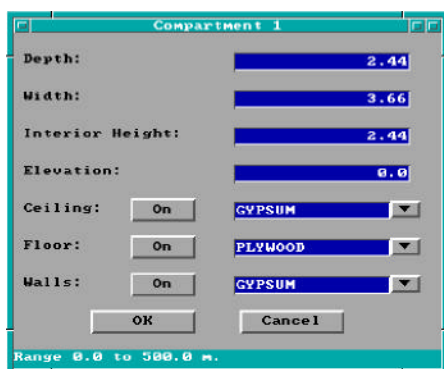 Compartment 1
Depth: 2.44
Width: 3.66
Interior Height: 2.44
Elevation: 0.0
Ceiling: On GYPSUM
Floor: On PLYWOOD
Walls: On GYPSUM
OK Cancel
Range 0.0 to 500.0 m.